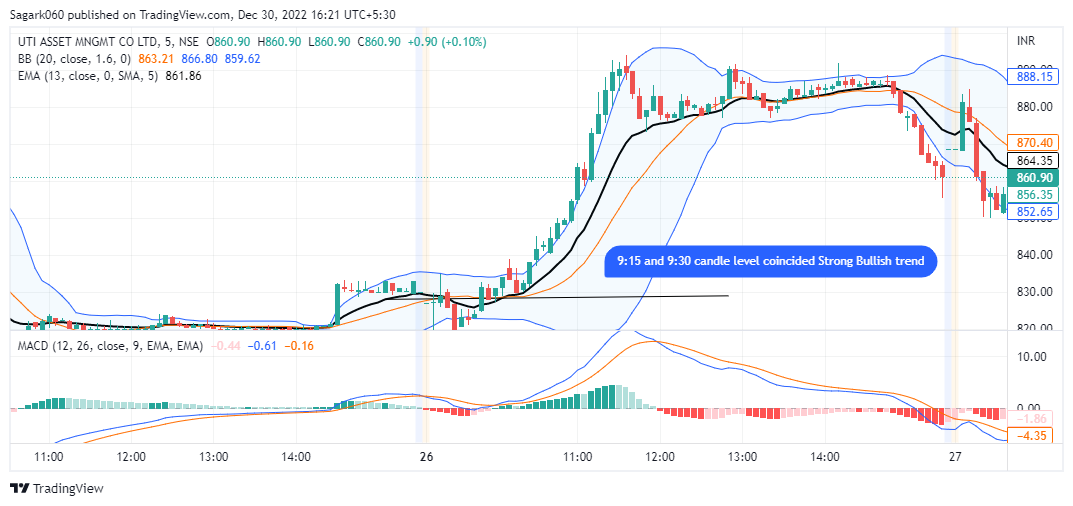 Sagark060 published on TradingView.com, Dec 30, 2022 16:21 UTC+5:30
UTI ASSET MNGMT CO LTD, 5, NSE O860.90 H860.90 L860.90 C860.90 +0.90 (+0.10%)
BB (20, close, 1.6, 0) 863.21 866.80 859.62
EMA (13, close, 0, SMA, 5) 861.86
INR
888.15
880.00
870.40
864.35
860.90
856.35
852.65
840.00
830.00
820.00
9:15 and 9:30 candle level coincided Strong Bullish trend
MACD (12, 26, close, 9, EMA, EMA) −0.44 −0.61 −0.16
10.00
0.00
−1.86
−4.35
11:00 12:00 13:00 14:00 26 11:00 12:00 13:00 14:00 27
TradingView